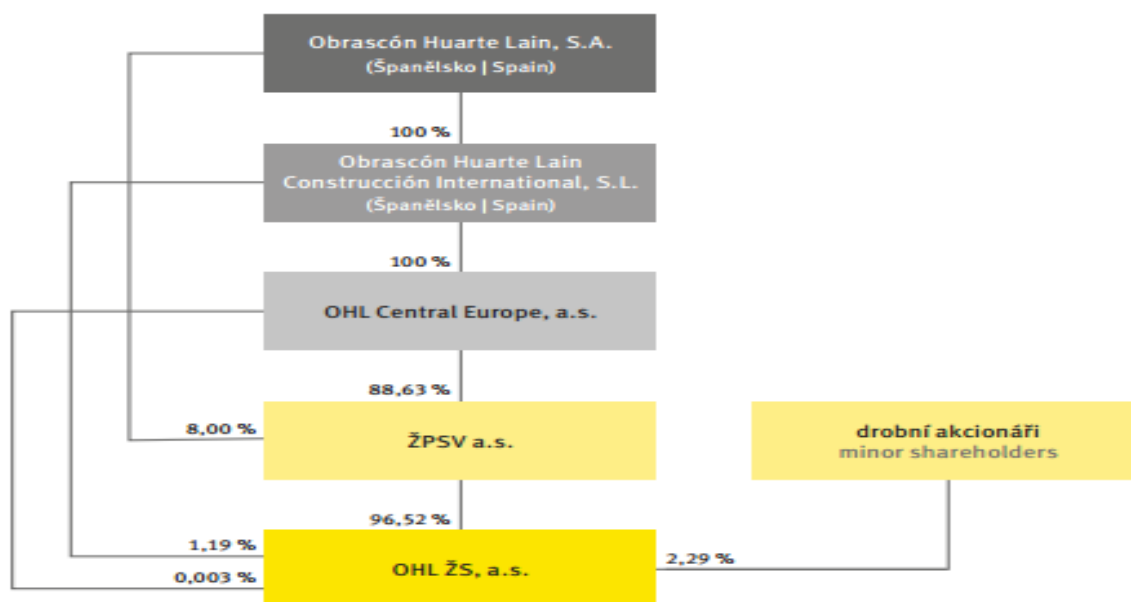 Obrascón Huarte Lain, S.A.
(Španělsko | Spain)
100 %
Obrascón Huarte Lain
Construcción International, S.L.
(Španělsko | Spain)
100 %
OHL Central Europe, a.s.
88,63 %
8,00 %
ŽPSV a.s.
drobní akcionáři
minor shareholders
96,52 %
1,19 %
OHL ŽS, a.s.
2,29 %
0,003 %